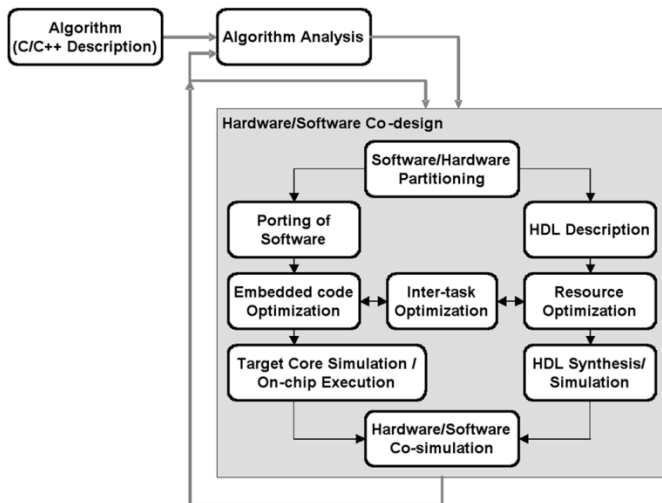 Algorithm
(C/C++ Description)
Algorithm Analysis
Hardware/Software Co-design
Software/Hardware
Partitioning
Porting of
Software
HDL Description
Embedded code
Optimization
Inter-task
Optimization
Resource
Optimization
Target Core Simulation /
On-chip Execution
HDL Synthesis/
Simulation
Hardware/Software
Co-simulation